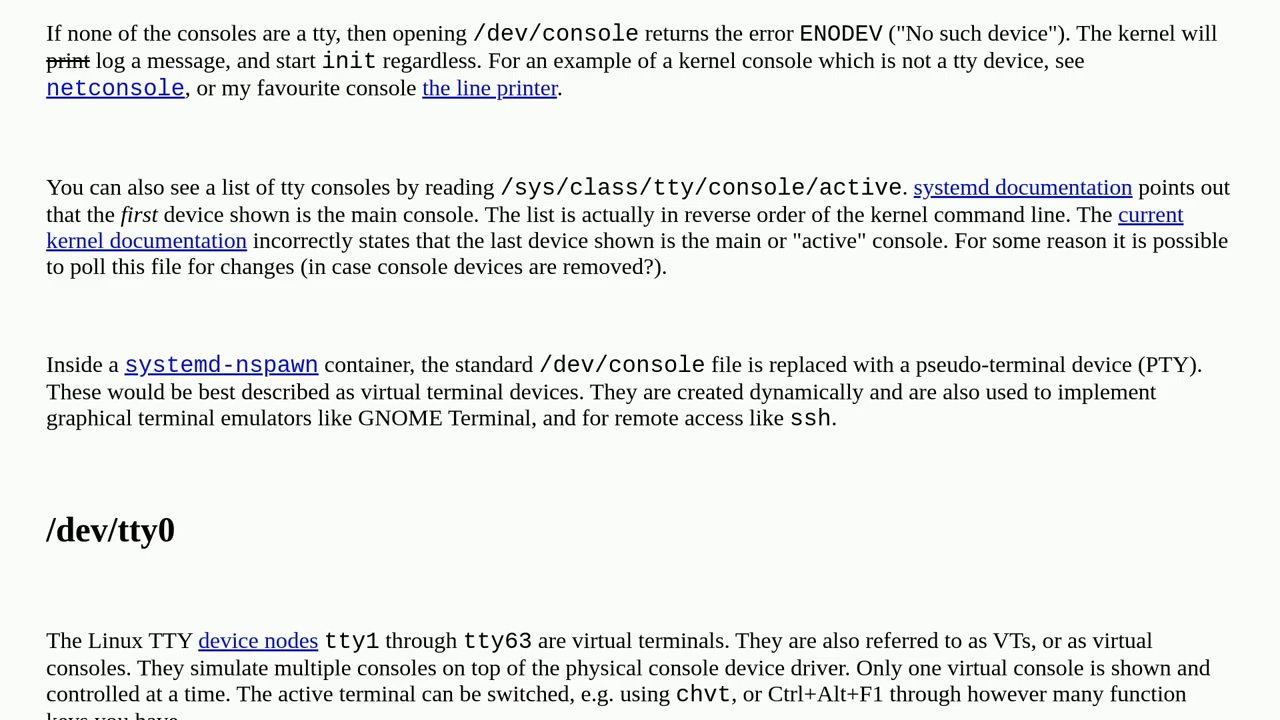 If none of the consoles are a tty, then opening /dev/console returns the error ENODEV ("No such device"). The kernel will
print log a message, and start init regardless. For an example of a kernel console which is not a tty device, see
netconsole, or my favourite console the line printer.
You can also see a list of tty consoles by reading /sys/class/tty/console/active. systemd documentation points out
that the first device shown is the main console. The list is actually in reverse order of the kernel command line. The current
kernel documentation incorrectly states that the last device shown is the main or "active" console. For some reason it is possible
to poll this file for changes (in case console devices are removed?).
Inside a systemd-nspawn container, the standard /dev/console file is replaced with a pseudo-terminal device (PTY).
These would be best described as virtual terminal devices. They are created dynamically and are also used to implement
graphical terminal emulators like GNOME Terminal, and for remote access like ssh.
/dev/tty0
The Linux TTY device nodes tty1 through tty63 are virtual terminals. They are also referred to as VTs, or as virtual
consoles. They simulate multiple consoles on top of the physical console device driver. Only one virtual console is shown and
controlled at a time. The active terminal can be switched, e.g. using chvt, or Ctrl+Alt+F1 through however many function
keys you have.